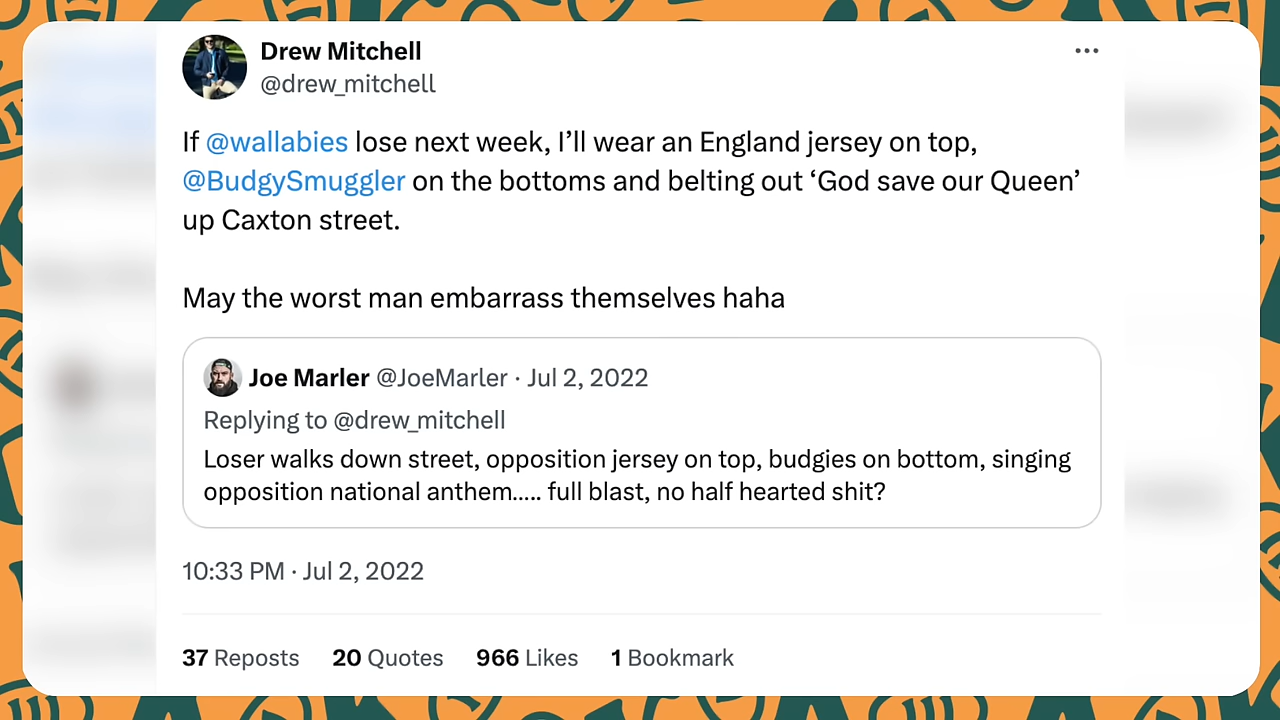 Drew Mitchell
@drew_mitchell
If @wallabies lose next week, I’ll wear an England jersey on top,
@BudgySmuggler on the bottoms and belting out ‘God save our Queen’
up Caxton street.
May the worst man embarrass themselves haha
Joe Marler @JoeMarler · Jul 2, 2022
Replying to @drew_mitchell
Loser walks down street, opposition jersey on top, budgies on bottom, singing
opposition national anthem..... full blast, no half hearted shit?
10:33 PM · Jul 2, 2022
37 Reposts 20 Quotes 966 Likes 1 Bookmark